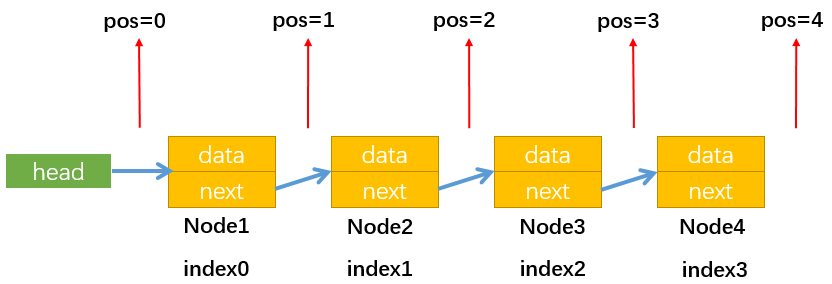 pos=0 pos=1 pos=2 pos=3 pos=4
head
data data data data
next next next next
Node1 Node2 Node3 Node4
index0 index1 index2 index3